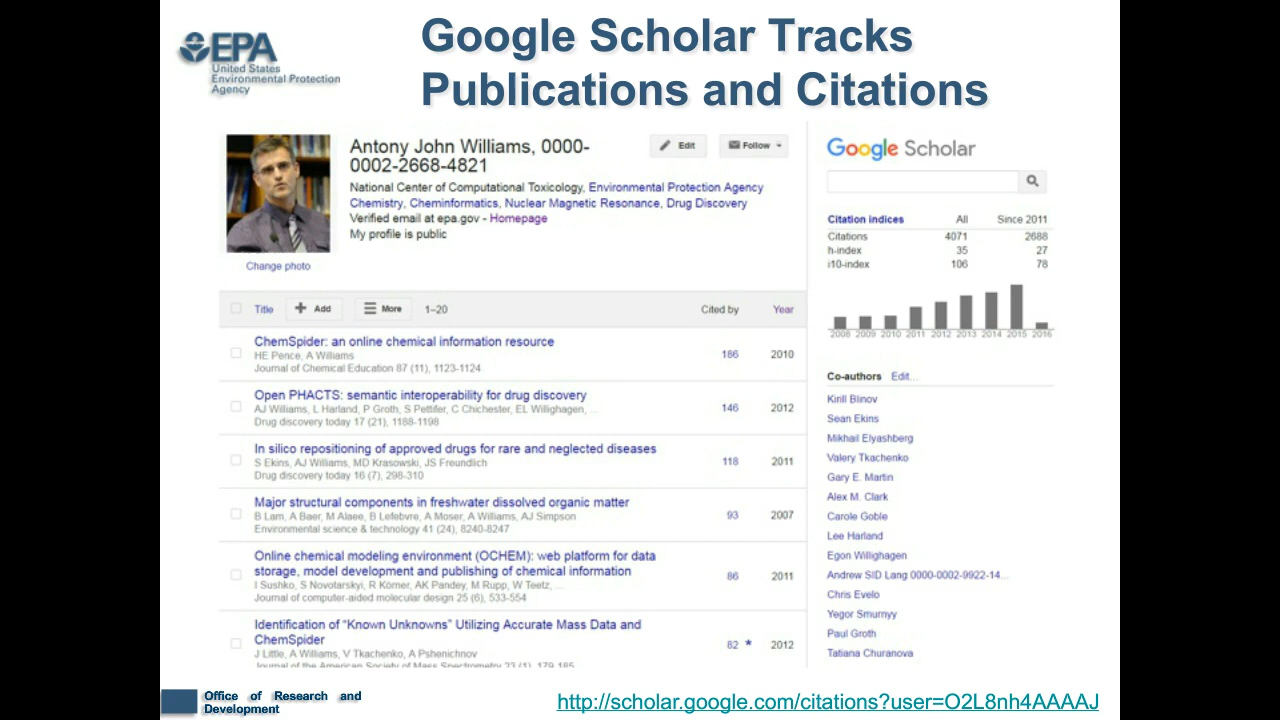 EPA
United States
Environmental Protection
Agency
Google Scholar Tracks
Publications and Citations
Antony John Williams, 0000-
0002-2668-4821
Edit
Follow
National Center of Computational Toxicology, Environmental Protection Agency
Chemistry, Cheminformatics, Nuclear Magnetic Resonance, Drug Discovery
Verified email at epa.gov - Homepage
My profile is public
Change photo
Title Add More 1–20 Cited by Year
ChemSpider: an online chemical information resource
HE Pence, A Williams
Journal of Chemical Education 87 (11), 1123-1124
186 2010
Open PHACTS: semantic interoperability for drug discovery
AJ Williams, L Harland, P Groth, S Pettifer, C Chichester, EL Willighagen, ...
Drug discovery today 17 (21), 1188-1198
146 2012
In silico repositioning of approved drugs for rare and neglected diseases
S Ekins, AJ Williams, MD Krasowski, JS Freundlich
Drug discovery today 16 (7), 298-310
118 2011
Major structural components in freshwater dissolved organic matter
B Lam, A Baer, M Alaee, B Lefebvre, A Moser, A Williams, AJ Simpson
Environmental science & technology 41 (24), 8240-8247
93 2007
Online chemical modeling environment (OCHEM): web platform for data
storage, model development and publishing of chemical information
I Sushko, S Novotarskyi, R Körner, AK Pandey, M Rupp, W Teetz, ...
Journal of computer-aided molecular design 25 (6), 533-554
86 2011
Identification of “Known Unknowns” Utilizing Accurate Mass Data and
ChemSpider
J Little, A Williams, V Tkachenko, A Pshenichnov
Journal of the American Society of Mass Spectrometry 23 (1), 179-185
82 * 2012
Google Scholar
Citation indices All Since 2011
Citations 4071 2688
h-index 35 27
i10-index 106 78
2008 2009 2010 2011 2012 2013 2014 2015 2016
Co-authors Edit...
Kirill Blinov
Sean Ekins
Mikhail Elyashberg
Valery Tkachenko
Gary E. Martin
Alex M. Clark
Carole Goble
Lee Harland
Egon Willighagen
Andrew SID Lang 0000-0002-9922-14...
Chris Evelo
Yegor Smurnyy
Paul Groth
Tatiana Churanova
Office of Research and
Development
http://scholar.google.com/citations?user=O2L8nh4AAAAJ